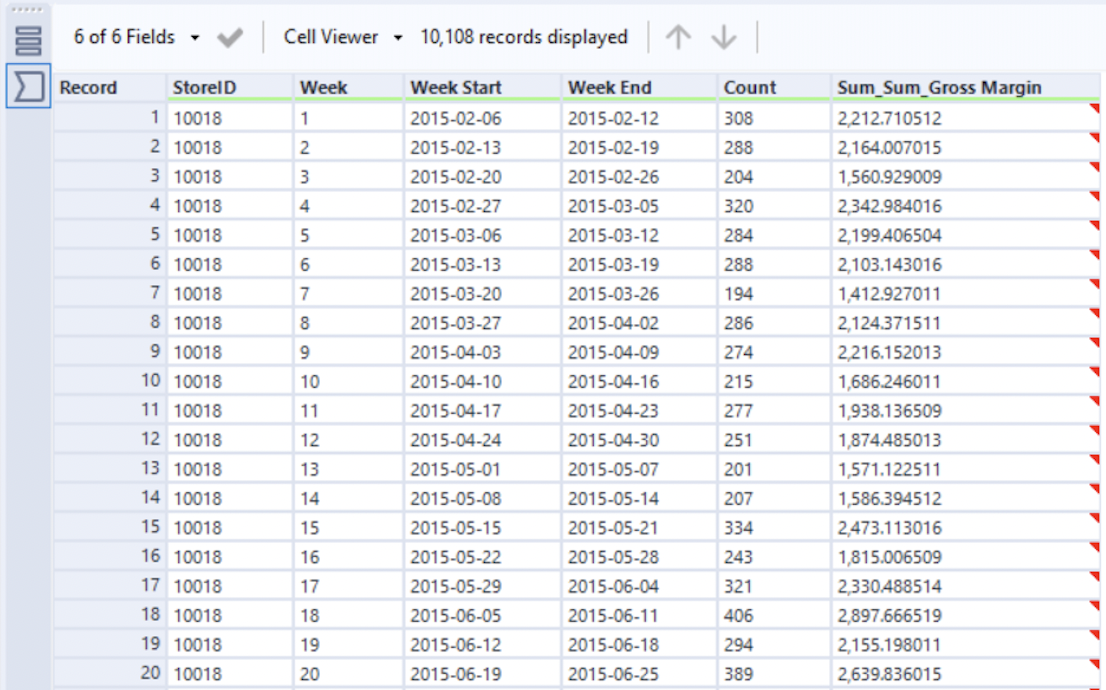 6 of 6 Fields Cell Viewer 10,108 records displayed
Record StoreID Week Week Start Week End Count Sum_Sum_Gross Margin
1 10018 1 2015-02-06 2015-02-12 308 2,212.710512
2 10018 2 2015-02-13 2015-02-19 288 2,164.007015
3 10018 3 2015-02-20 2015-02-26 204 1,560.929009
4 10018 4 2015-02-27 2015-03-05 320 2,342.984016
5 10018 5 2015-03-06 2015-03-12 284 2,199.406504
6 10018 6 2015-03-13 2015-03-19 288 2,103.143016
7 10018 7 2015-03-20 2015-03-26 194 1,412.927011
8 10018 8 2015-03-27 2015-04-02 286 2,124.371511
9 10018 9 2015-04-03 2015-04-09 274 2,216.152013
10 10018 10 2015-04-10 2015-04-16 215 1,686.246011
11 10018 11 2015-04-17 2015-04-23 277 1,938.136509
12 10018 12 2015-04-24 2015-04-30 251 1,874.485013
13 10018 13 2015-05-01 2015-05-07 201 1,571.122511
14 10018 14 2015-05-08 2015-05-14 207 1,586.394512
15 10018 15 2015-05-15 2015-05-21 334 2,473.113016
16 10018 16 2015-05-22 2015-05-28 243 1,815.006509
17 10018 17 2015-05-29 2015-06-04 321 2,330.488514
18 10018 18 2015-06-05 2015-06-11 406 2,897.666519
19 10018 19 2015-06-12 2015-06-18 294 2,155.198011
20 10018 20 2015-06-19 2015-06-25 389 2,639.836015